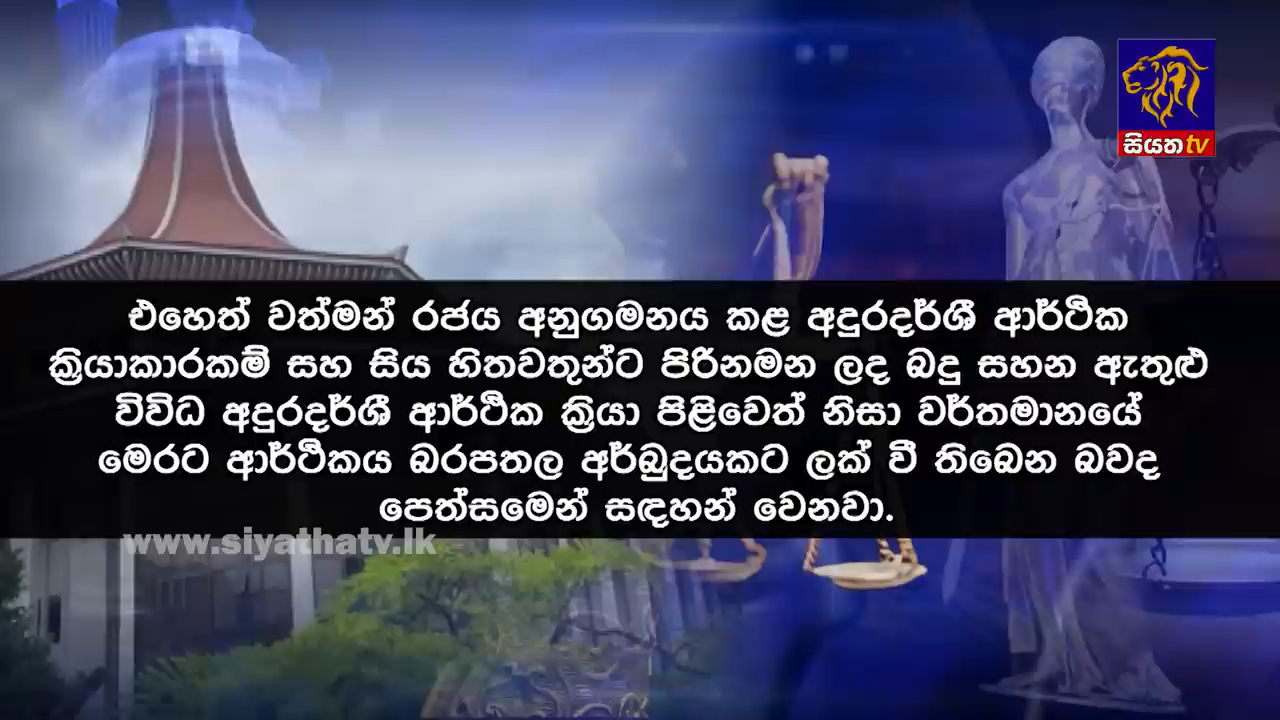 සියත tv
එහෙත් වත්මන් රජය අනුගමනය කළ අදූරදර්ශී ආර්ථික
ක්‍රියාකාරකම් සහ සිය හිතවතුන්ට පිරිනමන ලද බදු සහන ඇතුළු
විවිධ අදූරදර්ශී ආර්ථික ක්‍රියා පිළිවෙත් නිසා වර්තමානයේ
මෙරට ආර්ථිකය බරපතල අර්බුදයකට ලක් වී තිබෙන බවද
පෙත්සමෙන් සඳහන් වෙනවා.
www.siyathatv.lk